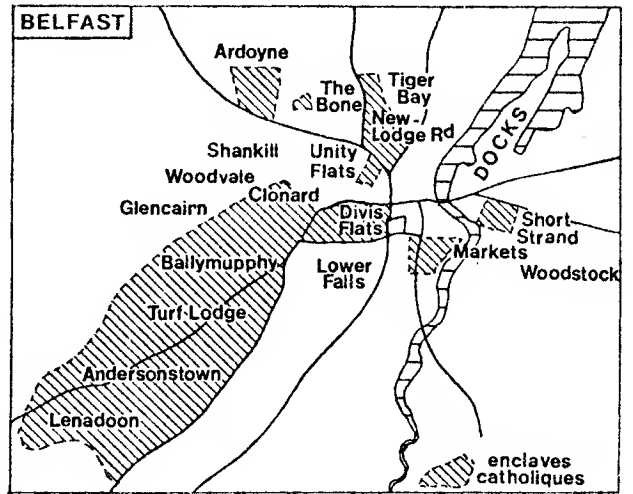 BELFAST
Ardoyne
The
Bone
Tiger
Bay
New-
Lodge Rd
DOCKS
Shankill
Unity
Flats
Woodvale
Clonard
Glencairn
Divis
Flats
Short
Strand
Markets
Woodstock
Ballymupphy
Lower
Falls
Turf Lodge
Andersonstown
Lenadoon
enclaves
catholiques